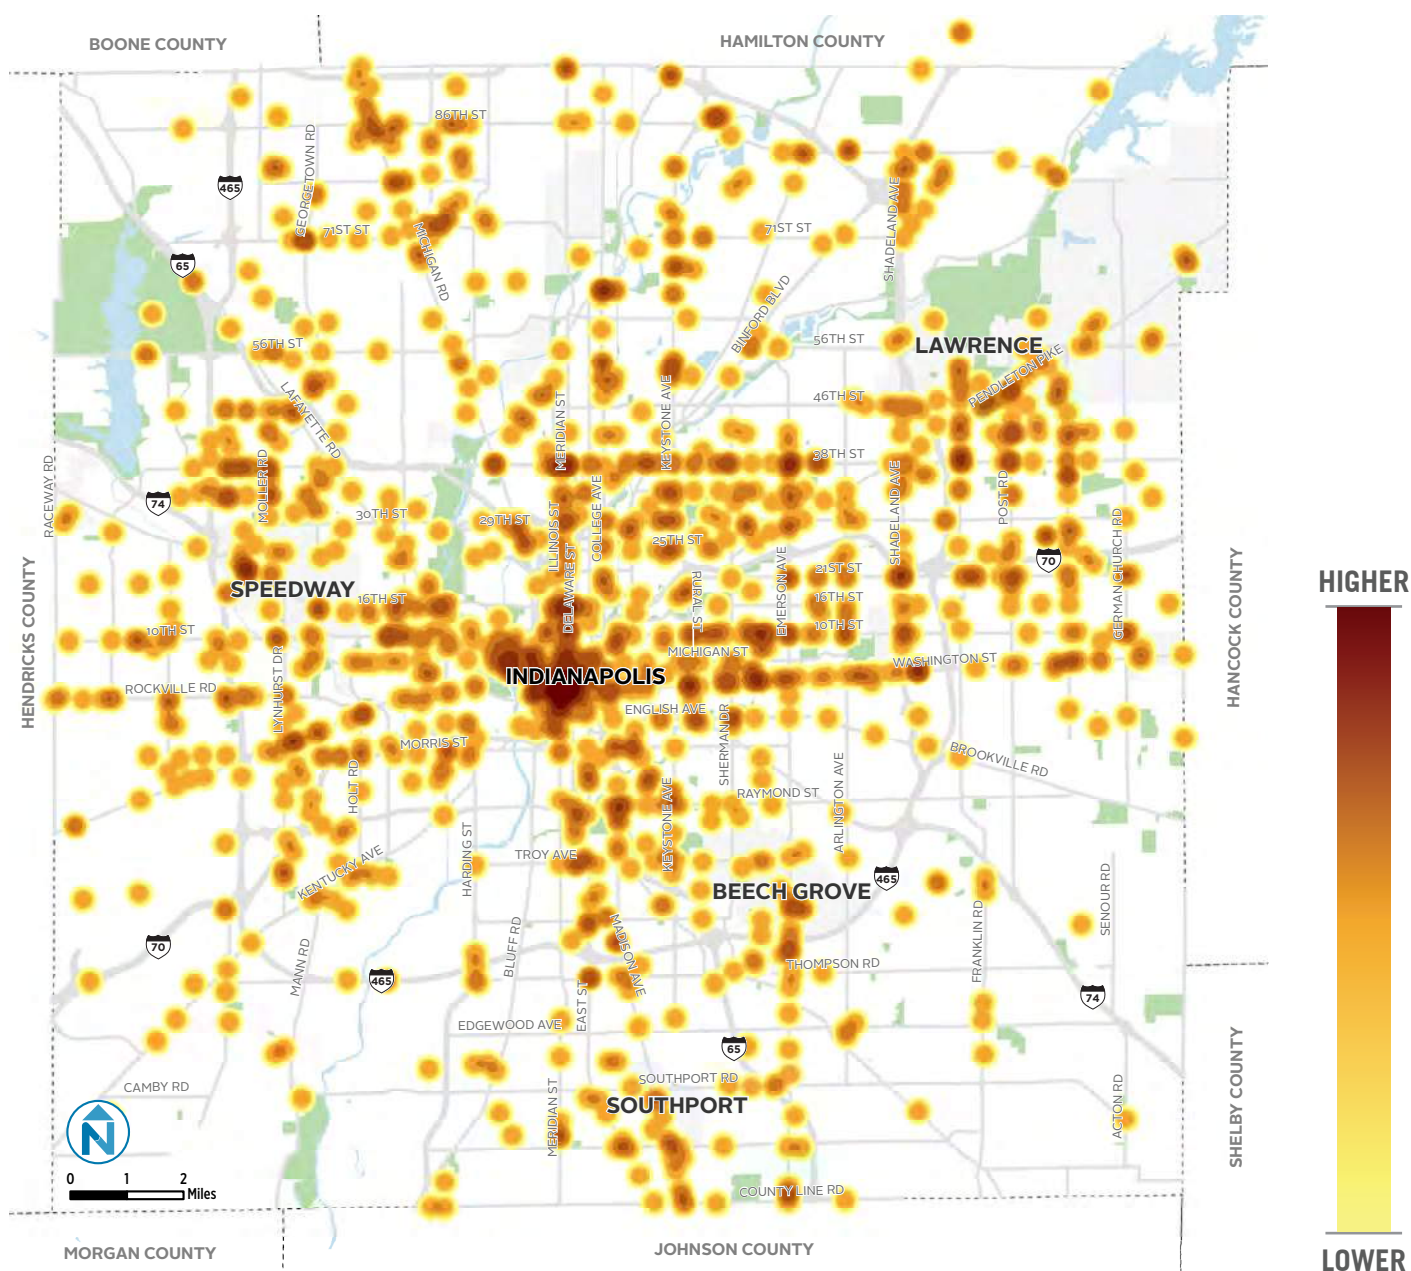 BOONE COUNTY
HAMILTON COUNTY
86TH ST
GEORGETOWN RD
465
71ST ST
MICHIGAN RD
71ST ST
SHADELAND AVE
65
BINFORD BLVD
56TH ST
56TH ST
LAWRENCE
PENDLETON PIKE
LAFAYETTE RD
46TH ST
MERIDIAN ST
KEYSTONE AVE
38TH ST
RACEWAY RD
MOLLER RD
74
30TH ST
29TH ST
ILLINOIS ST
COLLEGE AVE
25TH ST
SHADELAND AVE
POST RD
GERMAN CHURCH RD
70
DELAWARE ST
RURAL ST
EMERSON AVE
21ST ST
SPEEDWAY
16TH ST
16TH ST
10TH ST
10TH ST
HENDRICKS COUNTY
HANCOCK COUNTY
MICHIGAN ST
WASHINGTON ST
INDIANAPOLIS
ROCKVILLE RD
LYNHURST DR
ENGLISH AVE
MORRIS ST
SHERMAN DR
BROOKVILLE RD
HOLT RD
KEYSTONE AVE
RAYMOND ST
ARLINGTON AVE
HARDING ST
TROY AVE
KENTUCKY AVE
BEECH GROVE
465
SENOUR RD
70
MANN RD
BLUFF RD
MADISON AVE
FRANKLIN RD
THOMPSON RD
465
EAST ST
74
EDGEWOOD AVE
65
CAMBY RD
SOUTHPORT RD
SOUTHPORT
MERIDIAN ST
ACTON RD
SHELBY COUNTY
N
0 1 2
Miles
COUNTY LINE RD
MORGAN COUNTY
JOHNSON COUNTY
HIGHER
LOWER